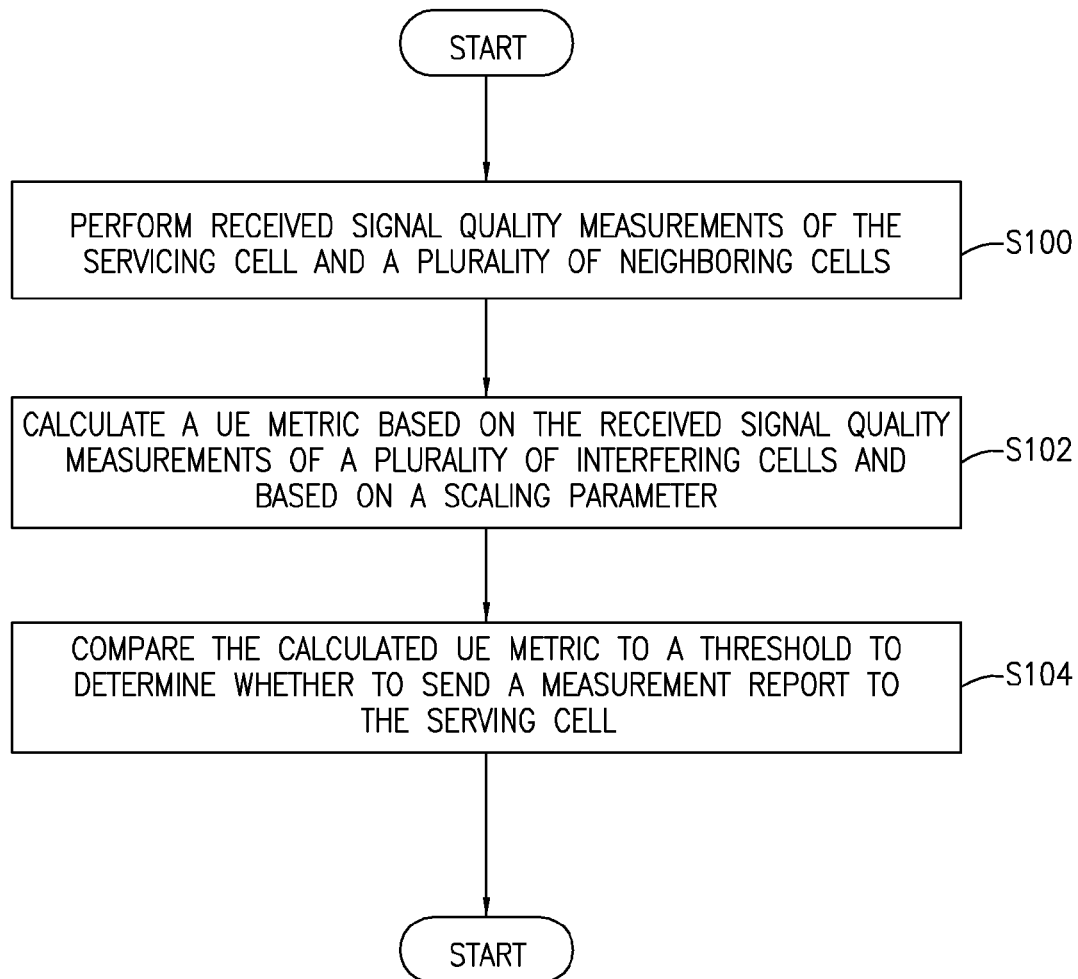 START
PERFORM RECEIVED SIGNAL QUALITY MEASUREMENTS OF THE
SERVICING CELL AND A PLURALITY OF NEIGHBORING CELLS
S100
CALCULATE A UE METRIC BASED ON THE RECEIVED SIGNAL QUALITY
MEASUREMENTS OF A PLURALITY OF INTERFERING CELLS AND
BASED ON A SCALING PARAMETER
S102
COMPARE THE CALCULATED UE METRIC TO A THRESHOLD TO
DETERMINE WHETHER TO SEND A MEASUREMENT REPORT TO
THE SERVING CELL
S104
START